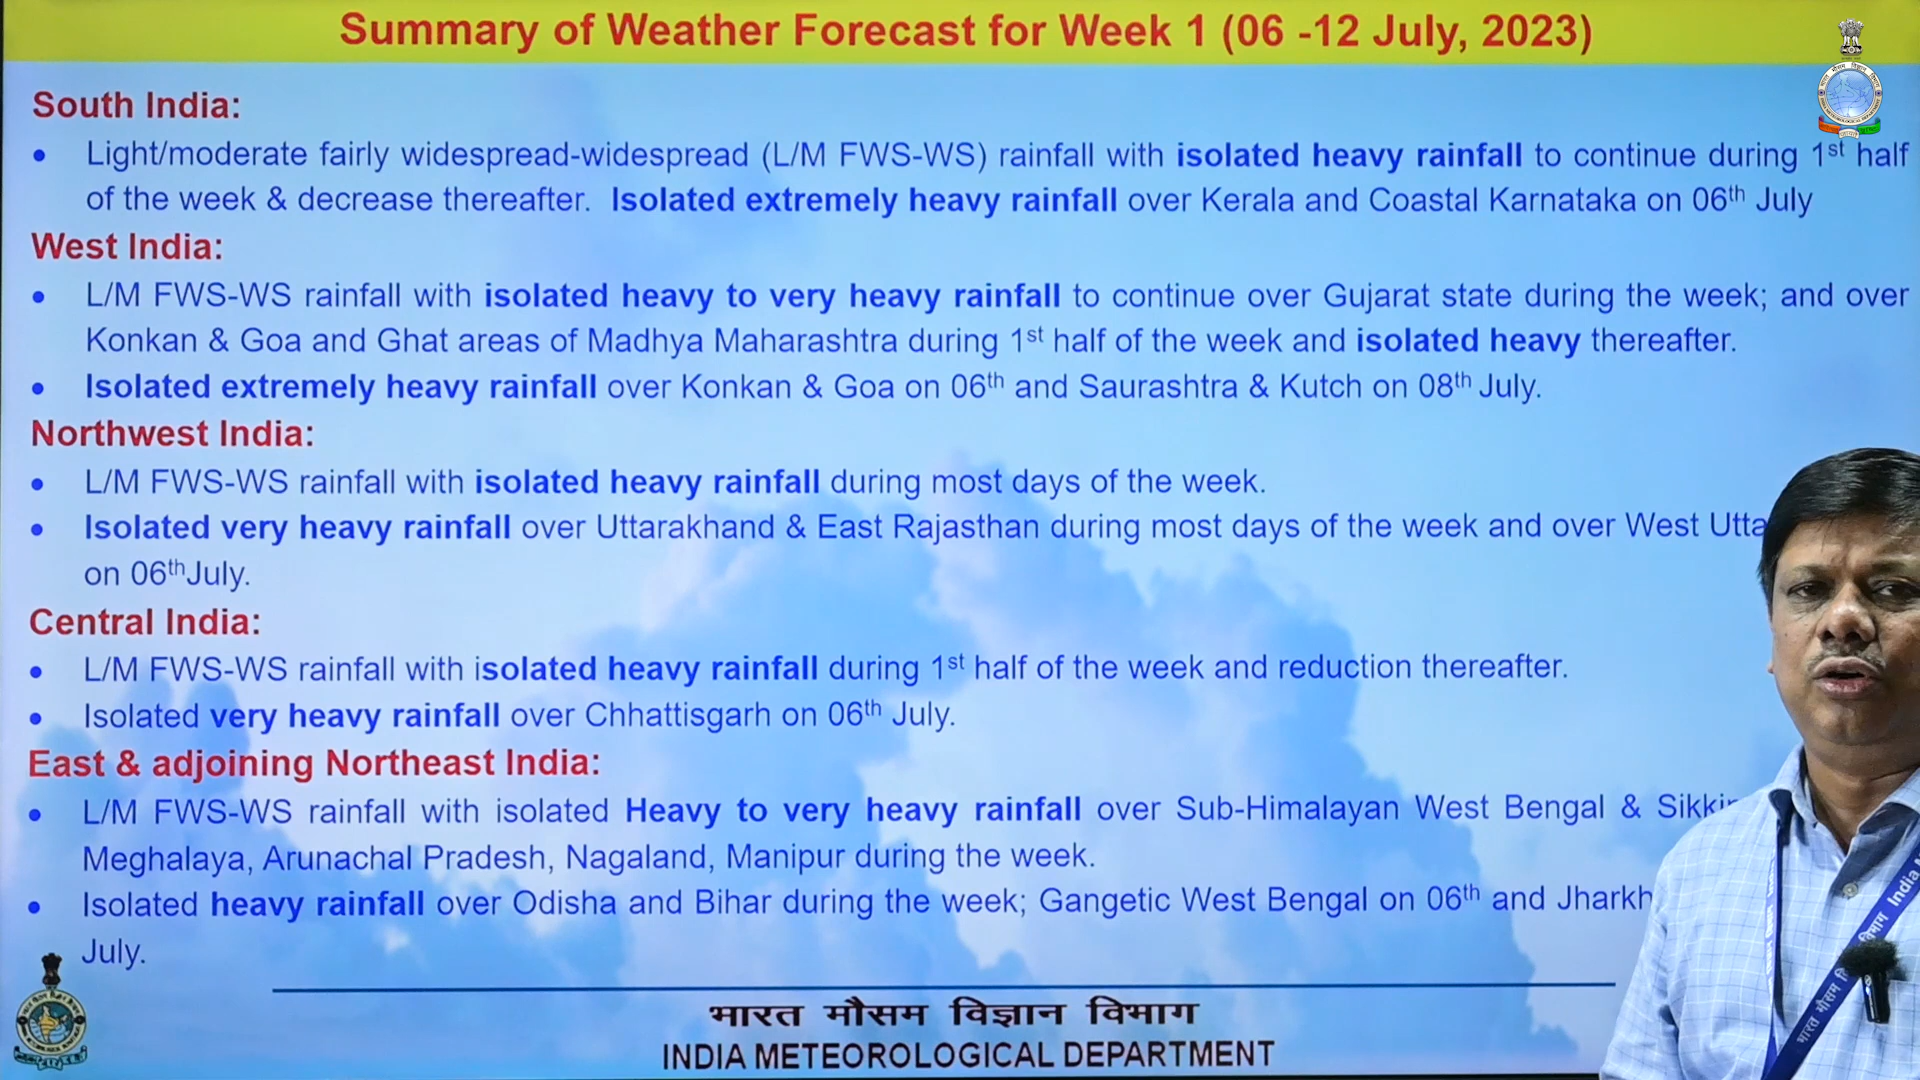 Summary of Weather Forecast for Week 1 (06 -12 July, 2023)
South India:
• Light/moderate fairly widespread-widespread (L/M FWS-WS) rainfall with isolated heavy rainfall to continue during 1st half
of the week & decrease thereafter. Isolated extremely heavy rainfall over Kerala and Coastal Karnataka on 06th July
West India:
• L/M FWS-WS rainfall with isolated heavy to very heavy rainfall to continue over Gujarat state during the week; and over
Konkan & Goa and Ghat areas of Madhya Maharashtra during 1st half of the week and isolated heavy thereafter.
• Isolated extremely heavy rainfall over Konkan & Goa on 06th and Saurashtra & Kutch on 08th July.
Northwest India:
• L/M FWS-WS rainfall with isolated heavy rainfall during most days of the week.
• Isolated very heavy rainfall over Uttarakhand & East Rajasthan during most days of the week and over West
on 06thJuly.
Central India:
• L/M FWS-WS rainfall with isolated heavy rainfall during 1st half of the week and reduction thereafter.
• Isolated very heavy rainfall over Chhattisgarh on 06th July.
East & adjoining Northeast India:
• L/M FWS-WS rainfall with isolated Heavy to very heavy rainfall over Sub-Himalayan West Bengal &
Meghalaya, Arunachal Pradesh, Nagaland, Manipur during the week.
• Isolated heavy rainfall over Odisha and Bihar during the week; Gangetic West Bengal on 06th and
July.
भारत मौसम विज्ञान विभाग
INDIA METEOROLOGICAL DEPARTMENT
भारत मौसम वि
विभाग India